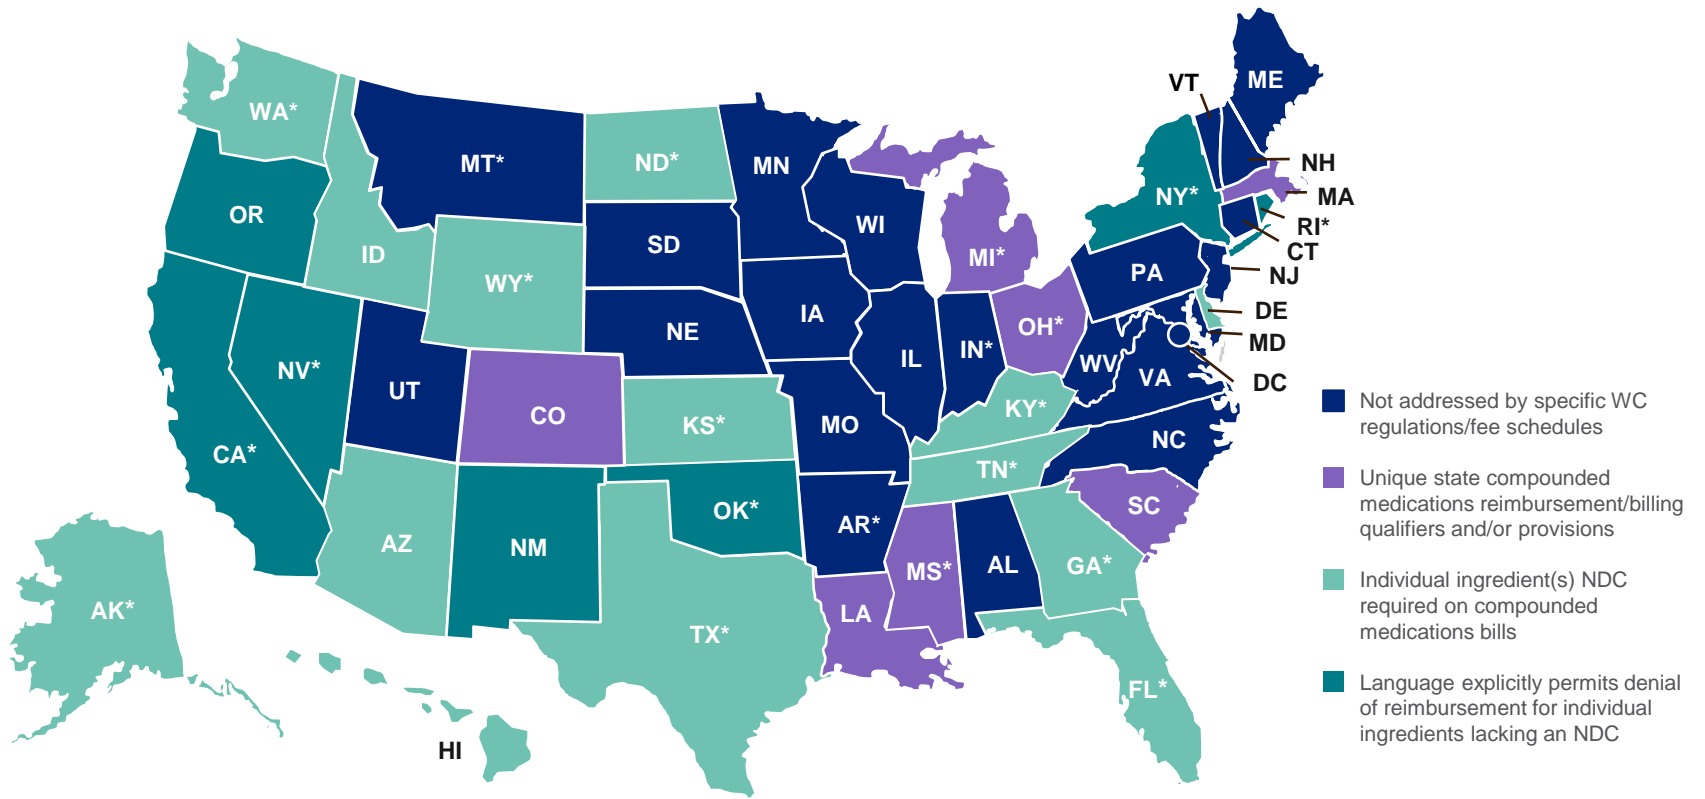 ME
VT
WA*
MT*
ND*
MN
NH
NY*
MA
OR
WI
RI*
SD
CT
ID
MI*
PA
NJ
WY*
DE
IA
OH*
NE
MD
IN*
IL
WV
NV*
VA
DC
UT
Not addressed by specific WC
regulations/fee schedules
KY*
CO
KS*
MO
NC
CA*
TN*
Unique state compounded
medications reimbursement/billing
qualifiers and/or provisions
SC
OK*
AR*
AZ
NM
AL
GA*
MS*
Individual ingredient(s) NDC
required on compounded
medications bills
AK*
LA
TX*
FL*
Language explicitly permits denial
of reimbursement for individual
ingredients lacking an NDC
HI